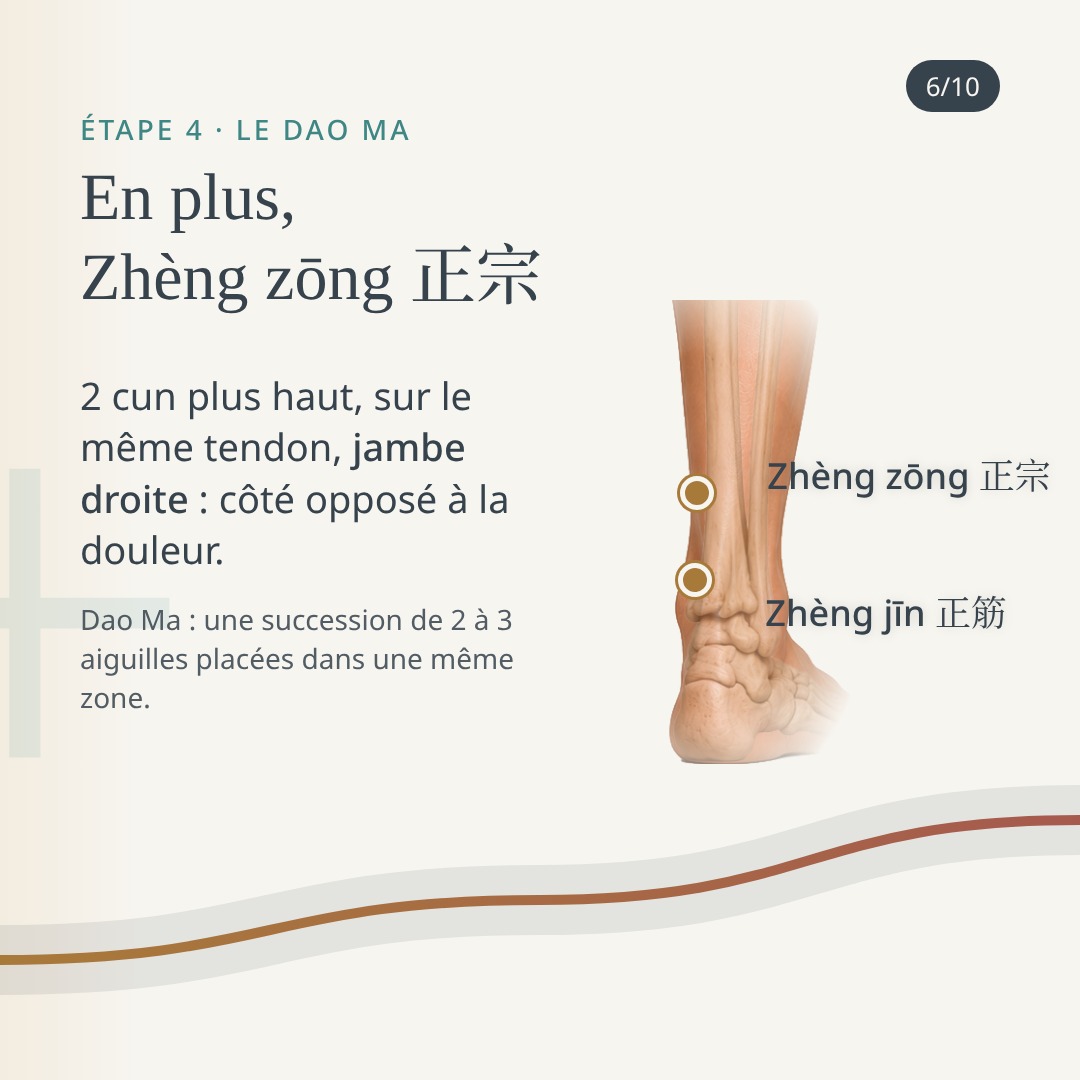 6/10
ÉTAPE 4 · LE DAO MA
En plus,
Zhèng zōng 正宗
2 cun plus haut, sur le
même tendon, jambe
droite : côté opposé à la
douleur.
Dao Ma : une succession de 2 à 3
aiguilles placées dans une même
zone.
Zhèng zōng 正宗
Zhèng jīn 正筋